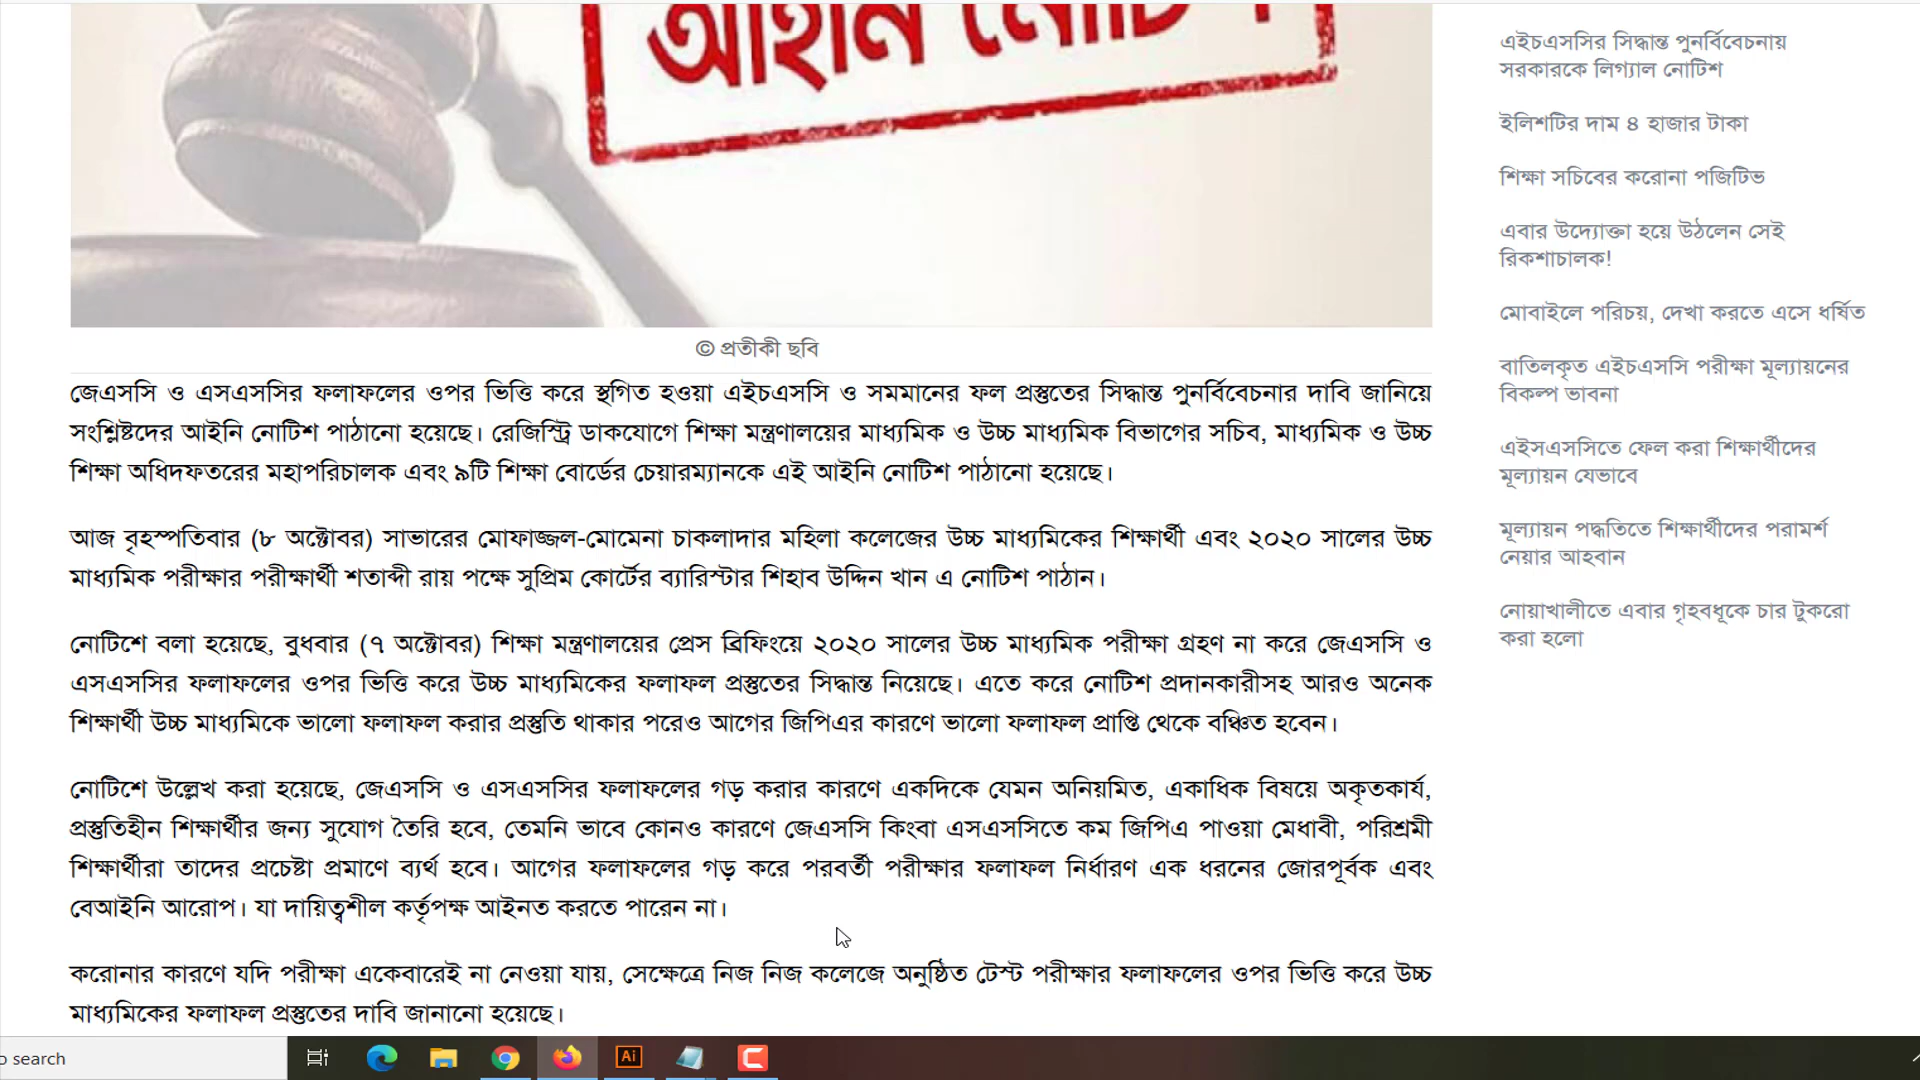 আইনি নোটিশ
© প্রতীকী ছবি
জেএসসি ও এসএসসির ফলাফলের ওপর ভিত্তি করে স্থগিত হওয়া এইচএসসি ও সমমানের ফল প্রস্তুতের সিদ্ধান্ত পুনর্বিবেচনার দাবি জানিয়ে
সংশ্লিষ্টদের আইনি নোটিশ পাঠানো হয়েছে। রেজিস্ট্রি ডাকযোগে শিক্ষা মন্ত্রণালয়ের মাধ্যমিক ও উচ্চ মাধ্যমিক বিভাগের সচিব, মাধ্যমিক ও উচ্চ
শিক্ষা অধিদফতরের মহাপরিচালক এবং ৯টি শিক্ষা বোর্ডের চেয়ারম্যানকে এই আইনি নোটিশ পাঠানো হয়েছে।
আজ বৃহস্পতিবার (৮ অক্টোবর) সাভারের মোফাজ্জল-মোমেনা চাকলাদার মহিলা কলেজের উচ্চ মাধ্যমিকের শিক্ষার্থী এবং ২০২০ সালের উচ্চ
মাধ্যমিক পরীক্ষার পরীক্ষার্থী শতাব্দী রায় পক্ষে সুপ্রিম কোর্টের ব্যারিস্টার শিহাব উদ্দিন খান এ নোটিশ পাঠান।
নোটিশে বলা হয়েছে, বুধবার (৭ অক্টোবর) শিক্ষা মন্ত্রণালয়ের প্রেস ব্রিফিংয়ে ২০২০ সালের উচ্চ মাধ্যমিক পরীক্ষা গ্রহণ না করে জেএসসি ও
এসএসসির ফলাফলের ওপর ভিত্তি করে উচ্চ মাধ্যমিকের ফলাফল প্রস্তুতের সিদ্ধান্ত নিয়েছে। এতে করে নোটিশ প্রদানকারীসহ আরও অনেক
শিক্ষার্থী উচ্চ মাধ্যমিকে ভালো ফলাফল করার প্রস্তুতি থাকার পরেও আগের জিপিএর কারণে ভালো ফলাফল প্রাপ্তি থেকে বঞ্চিত হবেন।
নোটিশে উল্লেখ করা হয়েছে, জেএসসি ও এসএসসির ফলাফলের গড় করার কারণে একদিকে যেমন অনিয়মিত, একাধিক বিষয়ে অকৃতকার্য,
প্রস্তুতিহীন শিক্ষার্থীর জন্য সুযোগ তৈরি হবে, তেমনি ভাবে কোনও কারণে জেএসসি কিংবা এসএসসিতে কম জিপিএ পাওয়া মেধাবী, পরিশ্রমী
শিক্ষার্থীরা তাদের প্রচেষ্টা প্রমাণে ব্যর্থ হবে। আগের ফলাফলের গড় করে পরবর্তী পরীক্ষার ফলাফল নির্ধারণ এক ধরনের জোরপূর্বক এবং
বেআইনি আরোপ। যা দায়িত্বশীল কর্তৃপক্ষ আইনত করতে পারেন না।
করোনার কারণে যদি পরীক্ষা একেবারেই না নেওয়া যায়, সেক্ষেত্রে নিজ নিজ কলেজে অনুষ্ঠিত টেস্ট পরীক্ষার ফলাফলের ওপর ভিত্তি করে উচ্চ
মাধ্যমিকের ফলাফল প্রস্তুতের দাবি জানানো হয়েছে।
এইচএসসির সিদ্ধান্ত পুনর্বিবেচনায়
সরকারকে লিগ্যাল নোটিশ
ইলিশটির দাম ৪ হাজার টাকা
শিক্ষা সচিবের করোনা পজিটিভ
এবার উদ্যোক্তা হয়ে উঠলেন সেই
রিকশাচালক!
মোবাইলে পরিচয়, দেখা করতে এসে ধর্ষিত
বাতিলকৃত এইচএসসি পরীক্ষা মূল্যায়নের
বিকল্প ভাবনা
এইসএসসিতে ফেল করা শিক্ষার্থীদের
মূল্যায়ন যেভাবে
মূল্যায়ন পদ্ধতিতে শিক্ষার্থীদের পরামর্শ
নেয়ার আহবান
নোয়াখালীতে এবার গৃহবধূকে চার টুকরো
করা হলো
o search
Ai